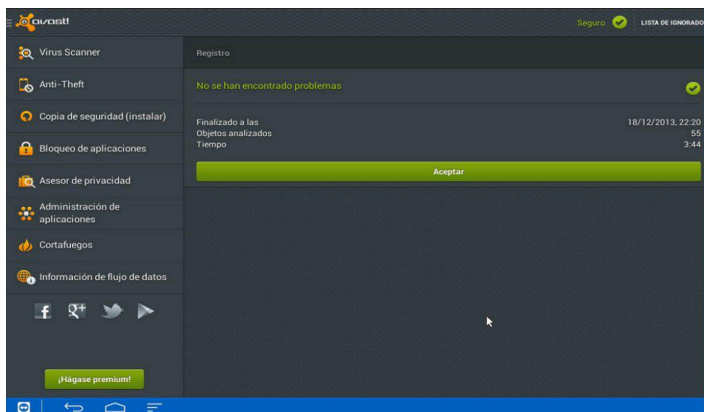 avast!
Seguro
LISTA DE IGNORADO
Virus Scanner
Anti-Theft
Copia de seguridad (instalar)
Bloqueo de aplicaciones
Asesor de privacidad
Administración de
aplicaciones
Cortafuegos
Información de flujo de datos
f g+
¡Hágase premium!
Registro
No se han encontrado problemas
Finalizado a las 18/12/2013, 22:20
Objetos analizados 55
Tiempo 3:44
Aceptar